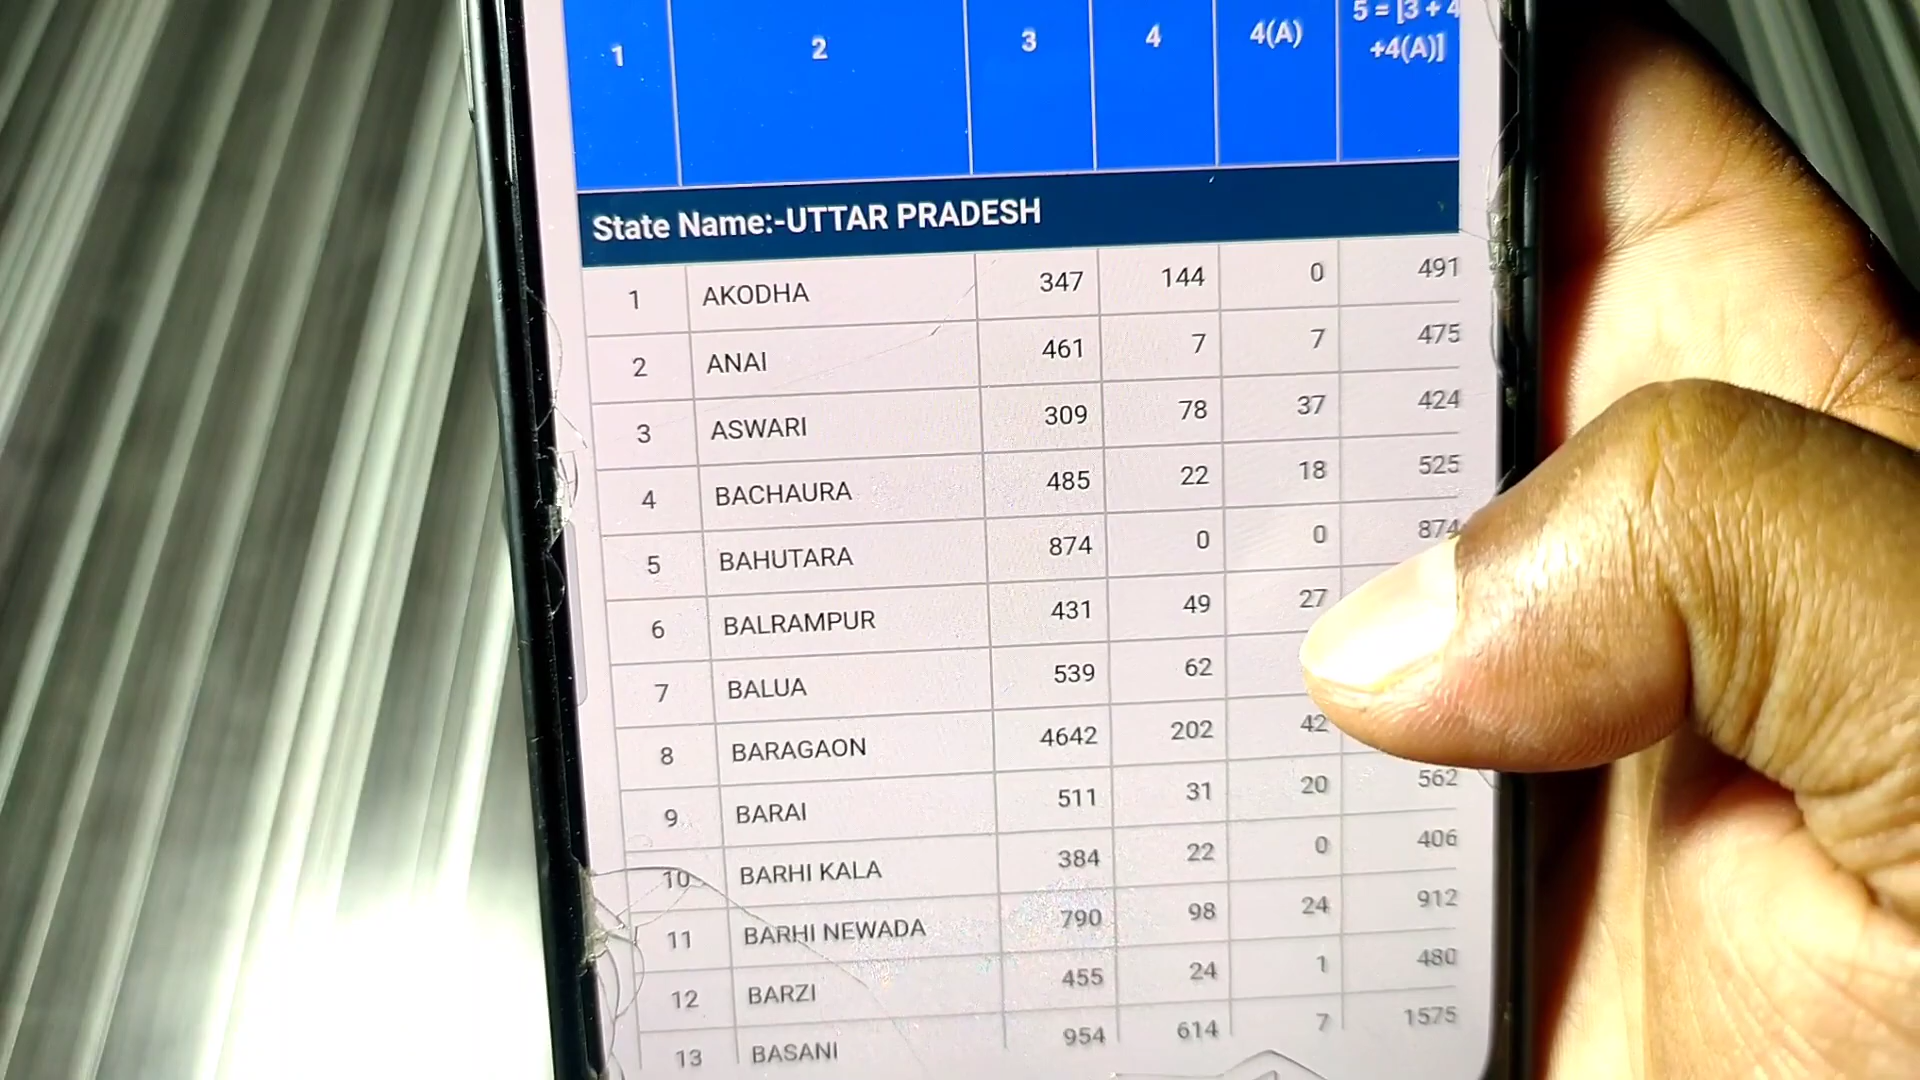 1 2 3 4 4(A) 5 = [3 + 4
+4(A)]
State Name:-UTTAR PRADESH
1 AKODHA 347 144 0 491
2 ANAI 461 7 7 475
3 ASWARI 309 78 37 424
4 BACHAURA 485 22 18 525
5 BAHUTARA 874 0 0 874
6 BALRAMPUR 431 49 27
7 BALUA 539 62
8 BARAGAON 4642 202 42
9 BARAI 511 31 20 562
10 BARHI KALA 384 22 0 406
11 BARHI NEWADA 790 98 24 912
12 BARZI 455 24 1 480
13 BASANI 954 614 7 1575